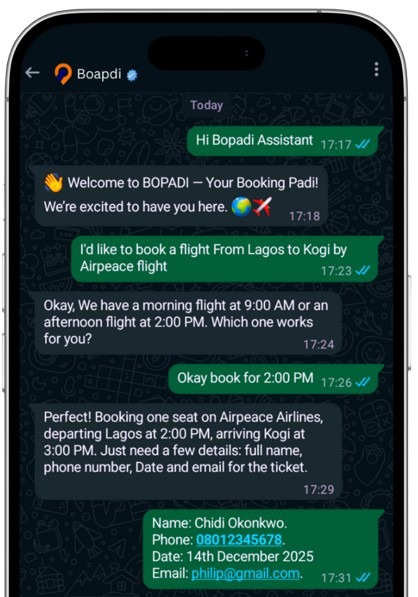 Boapdi
Today
Hi Bopadi Assistant 17:17
👋 Welcome to BOPADI – Your Booking Padi!
We're excited to have you here. 🌍✈️
17:18
I'd like to book a flight From Lagos to Kogi by
Airpeace flight
17:23
Okay, We have a morning flight at 9:00 AM or an
afternoon flight at 2:00 PM. Which one works
for you?
17:24
Okay book for 2:00 PM 17:26
Perfect! Booking one seat on Airpeace Airlines,
departing Lagos at 2:00 PM, arriving Kogi at
3:00 PM. Just need a few details: full name,
phone number, Date and email for the ticket.
17:29
Name: Chidi Okonkwo.
Phone: 08012345678.
Date: 14th December 2025
Email: philip@gmail.com. 17:31